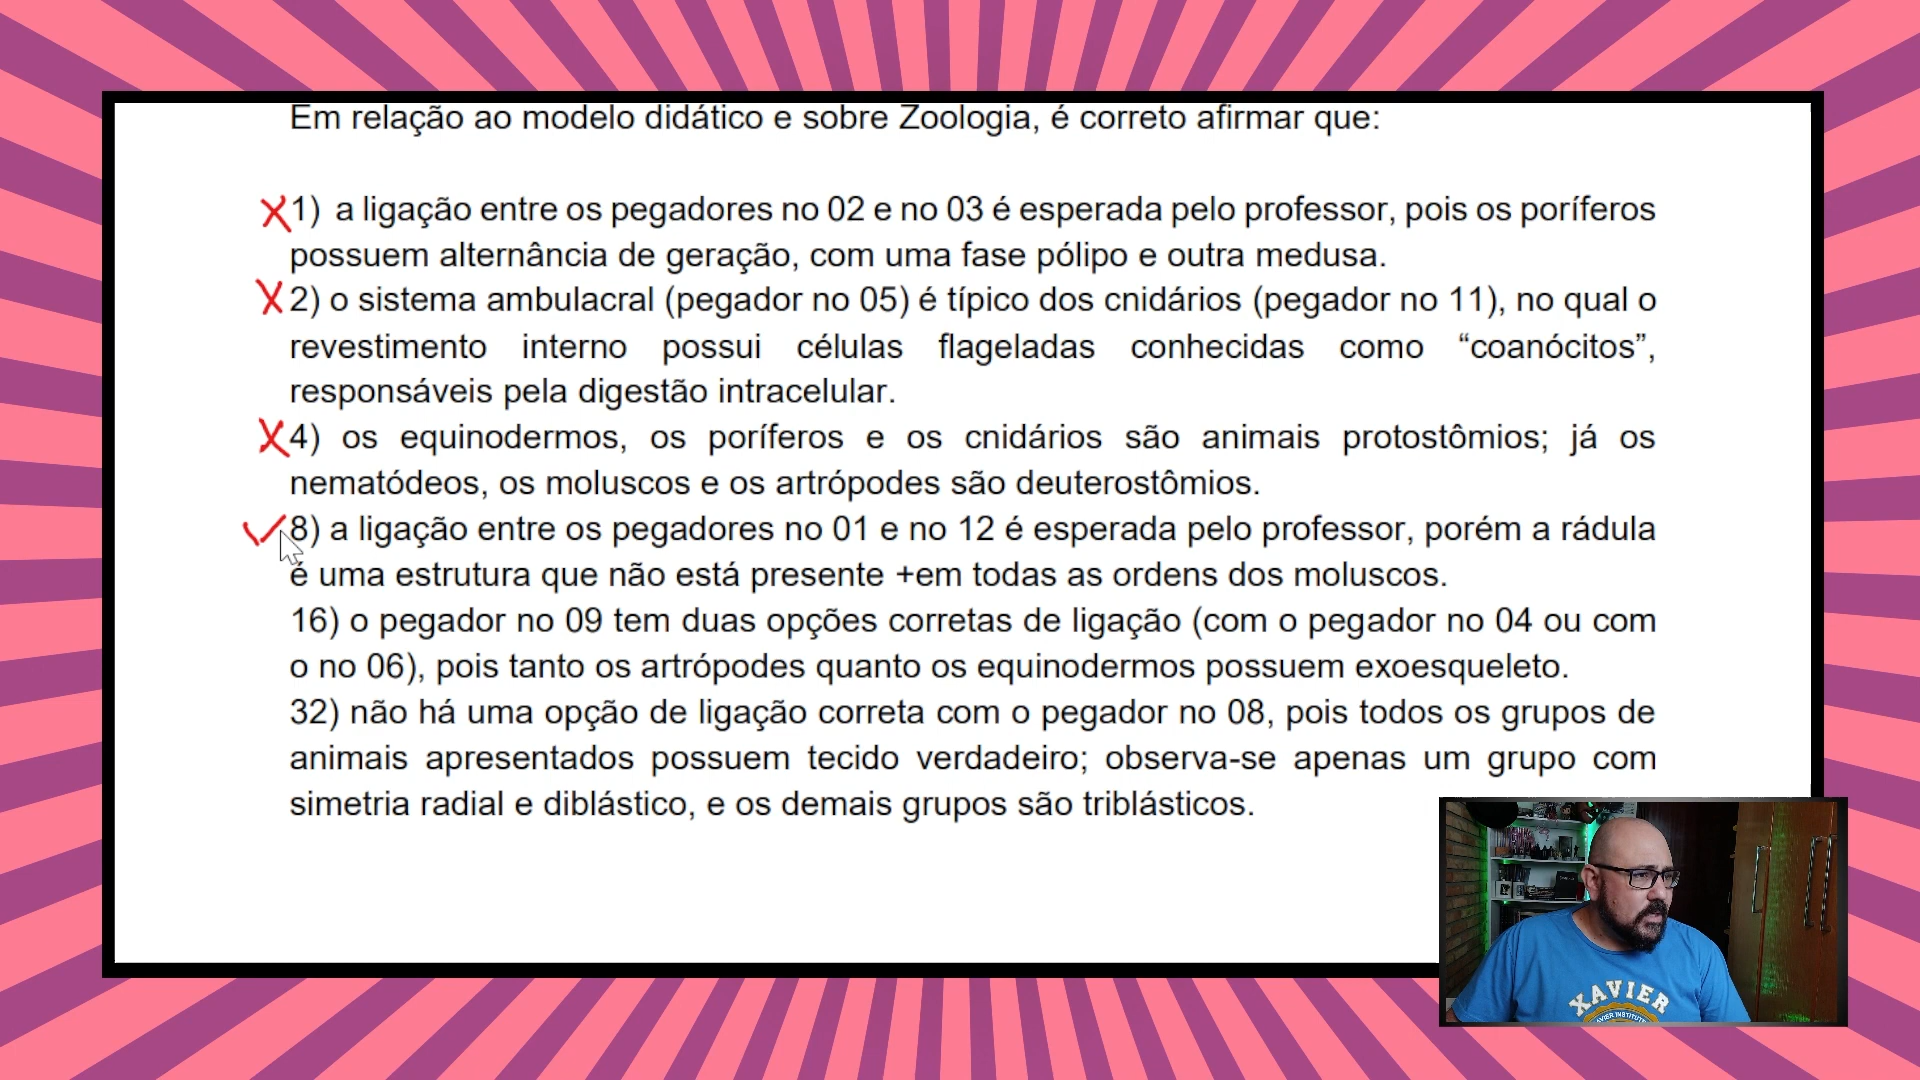 Em relação ao modelo didático e sobre Zoologia, é correto afirmar que:
1) a ligação entre os pegadores no 02 e no 03 é esperada pelo professor, pois os poríferos
possuem alternância de geração, com uma fase pólipo e outra medusa.
2) o sistema ambulacral (pegador no 05) é típico dos cnidários (pegador no 11), no qual o
revestimento interno possui células flageladas conhecidas como “coanócitos”,
responsáveis pela digestão intracelular.
4) os equinodermos, os poríferos e os cnidários são animais protostômios; já os
nematódeos, os moluscos e os artrópodes são deuterostômios.
8) a ligação entre os pegadores no 01 e no 12 é esperada pelo professor, porém a rádula
é uma estrutura que não está presente +em todas as ordens dos moluscos.
16) o pegador no 09 tem duas opções corretas de ligação (com o pegador no 04 ou com
o no 06), pois tanto os artrópodes quanto os equinodermos possuem exoesqueleto.
32) não há uma opção de ligação correta com o pegador no 08, pois todos os grupos de
animais apresentados possuem tecido verdadeiro; observa-se apenas um grupo com
simetria radial e diblástico, e os demais grupos são triblásticos.
XAVIER
XAVIER INSTITUTE